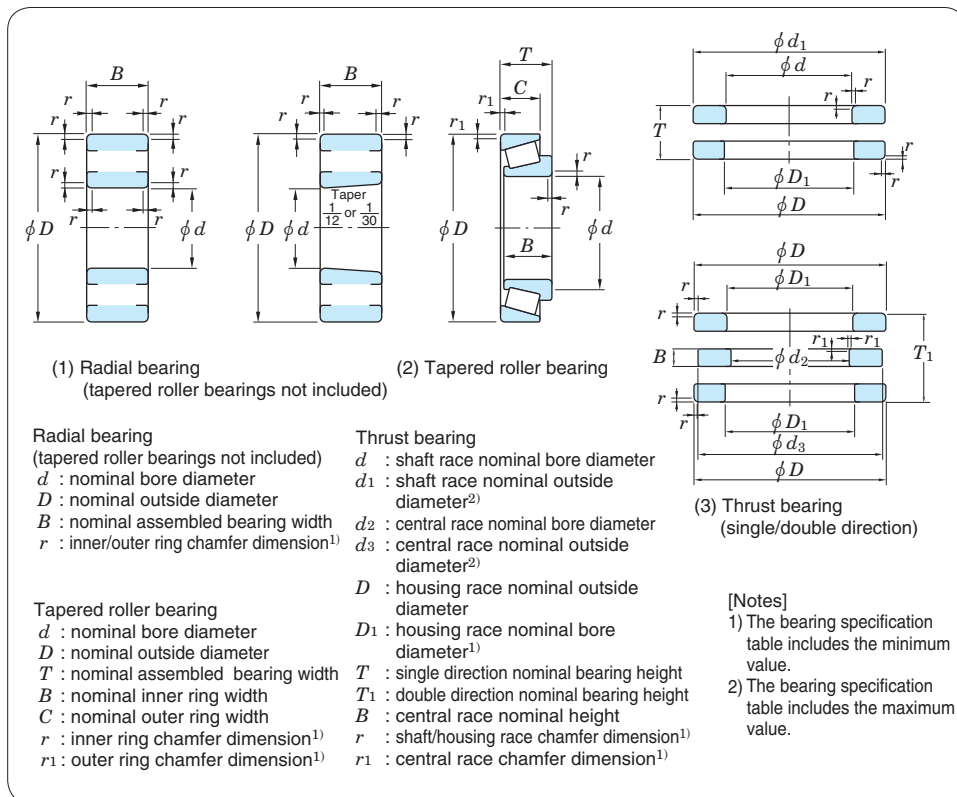 B
r
r
r
r
r
r
r
r
φD
φd
(1) Radial bearing
(tapered roller bearings not included)
B
r
r
r
r
φD
φd
Taper
1/12 or 1/30
T
C
r1
r1
r
r
φD
φd
B
(2) Tapered roller bearing
φd1
φd
r
r
T
r
r
φD1
φD
φD
φD1
r
r
r1
r1
B
φd2
T1
r
r
φD1
φd3
φD
(3) Thrust bearing
(single/double direction)
Radial bearing
(tapered roller bearings not included)
d : nominal bore diameter
D : nominal outside diameter
B : nominal assembled bearing width
r : inner/outer ring chamfer dimension1)
Tapered roller bearing
d : nominal bore diameter
D : nominal outside diameter
T : nominal assembled bearing width
B : nominal inner ring width
C : nominal outer ring width
r : inner ring chamfer dimension1)
r1 : outer ring chamfer dimension1)
Thrust bearing
d : shaft race nominal bore diameter
d1 : shaft race nominal outside
diameter2)
d2 : central race nominal bore diameter
d3 : central race nominal outside
diameter2)
D : housing race nominal outside
diameter
D1 : housing race nominal bore
diameter1)
T : single direction nominal bearing height
T1 : double direction nominal bearing height
B : central race nominal height
r : shaft/housing race chamfer dimension1)
r1 : central race chamfer dimension1)
[Notes]
1) The bearing specification
table includes the minimum
value.
2) The bearing specification
table includes the maximum
value.